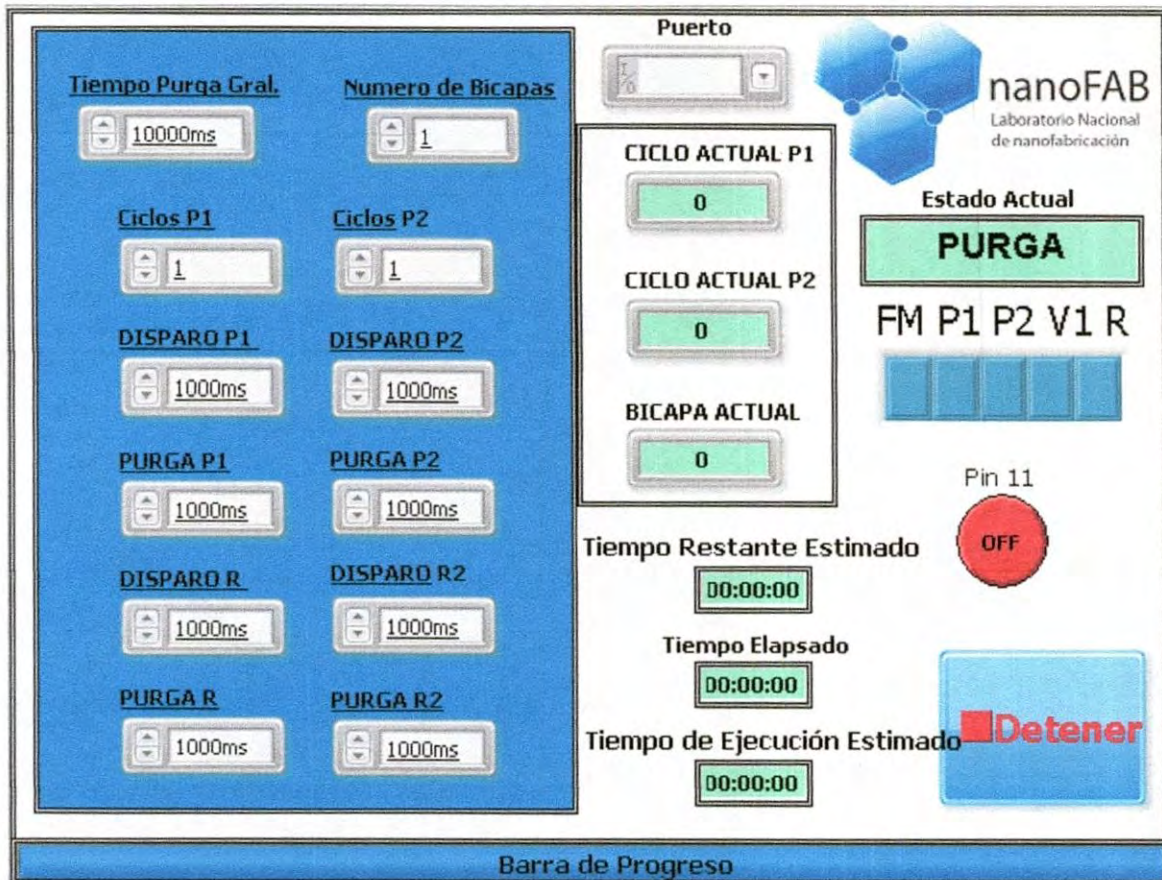 Tiempo Purga Gral.
10000ms
Numero de Bicapas
1
Ciclos P1
1
Ciclos P2
1
DISPARO P1
1000ms
DISPARO P2
1000ms
PURGA P1
1000ms
PURGA P2
1000ms
DISPARO R
1000ms
DISPARO R2
1000ms
PURGA R
1000ms
PURGA R2
1000ms
Puerto
I/O
CICLO ACTUAL P1
0
CICLO ACTUAL P2
0
BICAPA ACTUAL
0
Tiempo Restante Estimado
00:00:00
Tiempo Elapsado
00:00:00
Tiempo de Ejecución Estimado
00:00:00
nanoFAB
Laboratorio Nacional
de nanofabricación
Estado Actual
PURGA
FM P1 P2 V1 R
Pin 11
OFF
Detener
Barra de Progreso